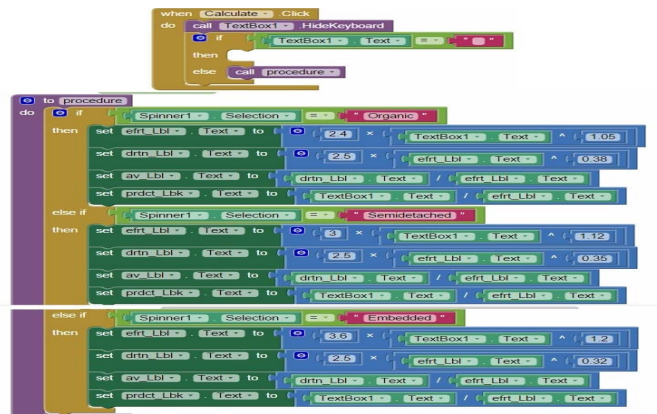 when Calculate . Click
do call TextBox1 . HideKeyboard
if TextBox1 . Text = " "
then
else call procedure
to procedure
do if Spinner1 . Selection = " Organic "
then set efrt_Lbl . Text to 2.4 × TextBox1 . Text ^ 1.05
set drtn_Lbl . Text to 2.5 × efrt_Lbl . Text ^ 0.38
set av_Lbl . Text to drtn_Lbl . Text / efrt_Lbl . Text
set prdct_Lbk . Text to TextBox1 . Text / efrt_Lbl . Text
else if Spinner1 . Selection = " Semidetached "
then set efrt_Lbl . Text to 3 × TextBox1 . Text ^ 1.12
set drtn_Lbl . Text to 2.5 × efrt_Lbl . Text ^ 0.35
set av_Lbl . Text to drtn_Lbl . Text / efrt_Lbl . Text
set prdct_Lbk . Text to TextBox1 . Text / efrt_Lbl . Text
else if Spinner1 . Selection = " Embedded "
then set efrt_Lbl . Text to 3.6 × TextBox1 . Text ^ 1.2
set drtn_Lbl . Text to 2.5 × efrt_Lbl . Text ^ 0.32
set av_Lbl . Text to drtn_Lbl . Text / efrt_Lbl . Text
set prdct_Lbk . Text to TextBox1 . Text / efrt_Lbl . Text